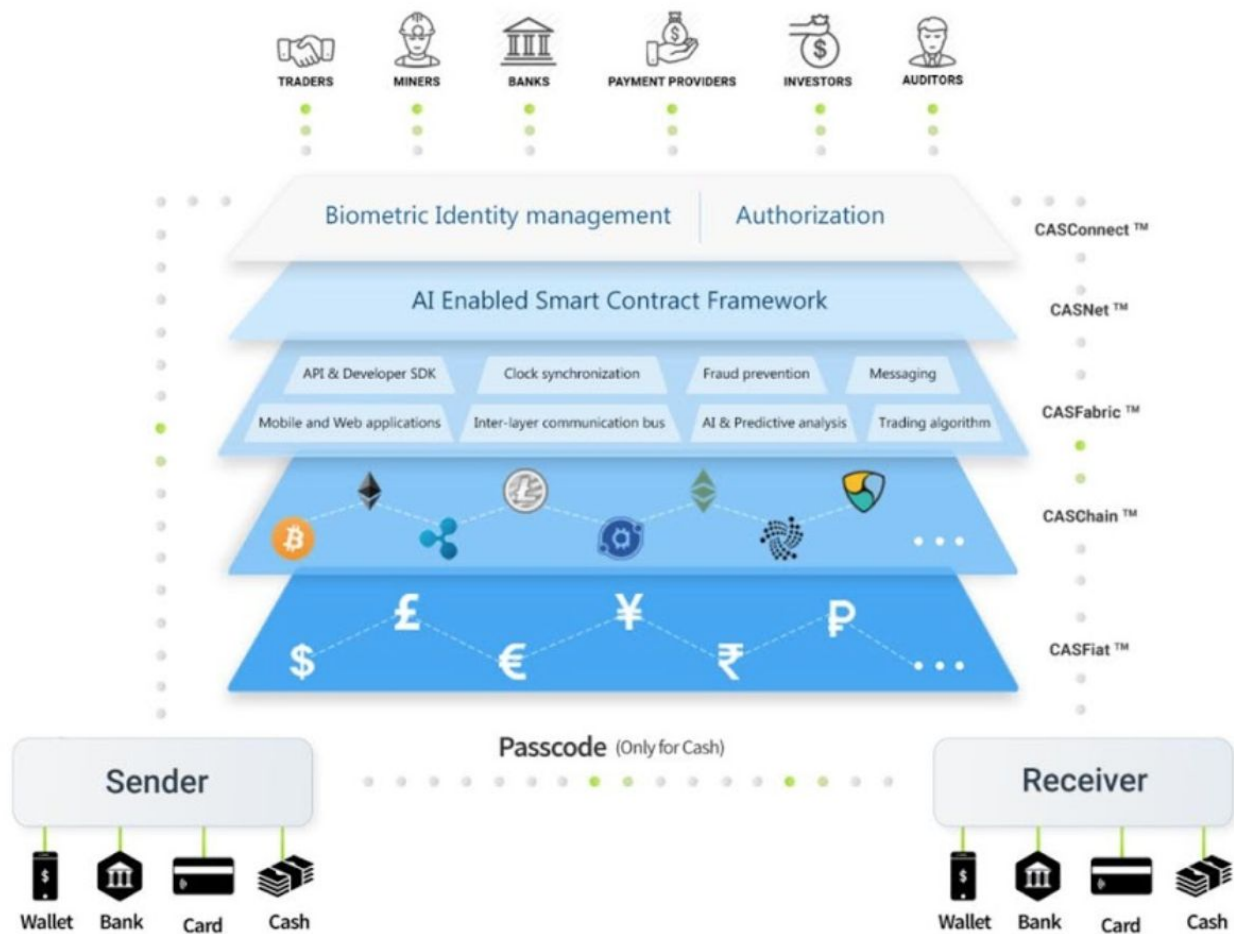 TRADERS
MINERS
BANKS
PAYMENT PROVIDERS
INVESTORS
AUDITORS
Biometric Identity management
Authorization
CASConnect ™
AI Enabled Smart Contract Framework
CASNet ™
API & Developer SDK
Clock synchronization
Fraud prevention
Messaging
Mobile and Web applications
Inter-layer communication bus
AI & Predictive analysis
Trading algorithm
CASFabric ™
CASChain ™
$
£
€
¥
₹
₽
...
CASFiat ™
Passcode (Only for Cash)
Sender
Receiver
Wallet
Bank
Card
Cash
Wallet
Bank
Card
Cash